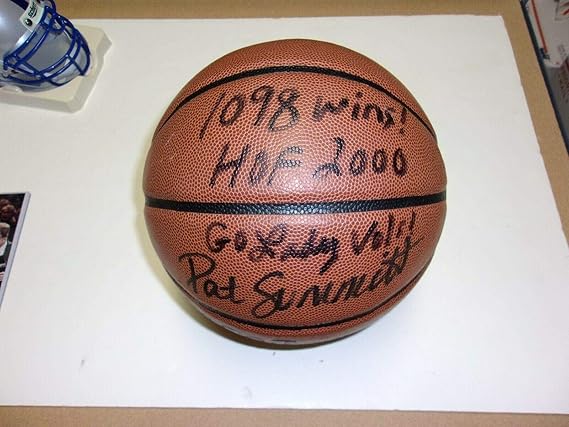 1098 wins!
HOF 2000
Go Lady Vols!
Pat Summitt